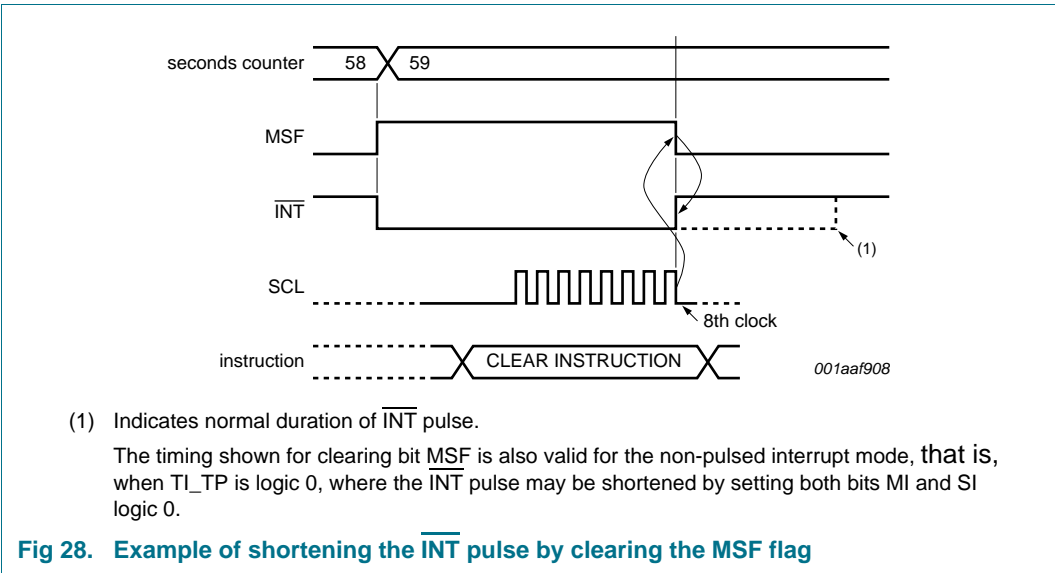 seconds counter 58 59
MSF
INT
(1)
SCL
8th clock
instruction CLEAR INSTRUCTION 001aaf908
(1) Indicates normal duration of INT pulse.
The timing shown for clearing bit MSF is also valid for the non-pulsed interrupt mode, that is,
when TI_TP is logic 0, where the INT pulse may be shortened by setting both bits MI and SI
logic 0.
Fig 28. Example of shortening the INT pulse by clearing the MSF flag